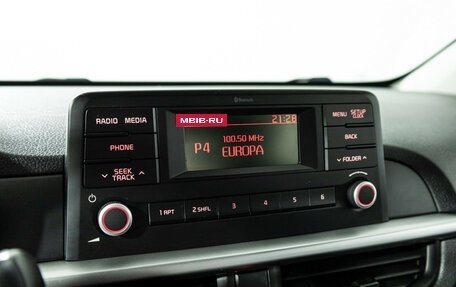 Bluetooth
RADIO MEDIA
MBIB-RU
21:28
MENU SETUP
CLOCK
100.50 MHz
P4 EUROPA
PHONE
BACK
SEEK
TRACK
FOLDER
1 RPT
2 SHFL
3
4
5
6